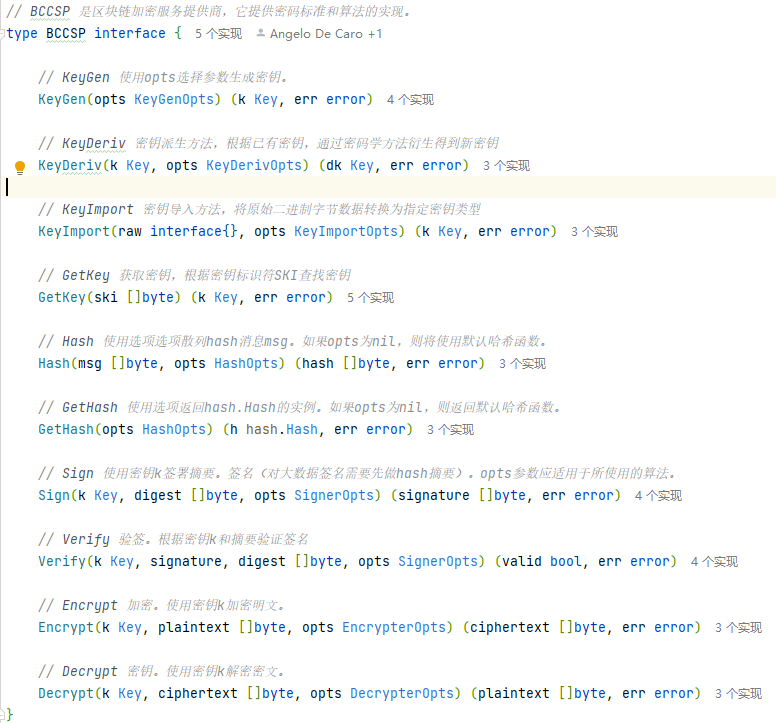 // BCCSP 是区块链加密服务提供商，它提供密码标准和算法的实现。
type BCCSP interface { 5 个实现 Angelo De Caro +1
// KeyGen 使用opts选择参数生成密钥。
KeyGen(opts KeyGenOpts) (k Key, err error) 4 个实现
// KeyDeriv 密钥派生方法，根据已有密钥，通过密码学方法衍生得到新密钥
KeyDeriv(k Key, opts KeyDerivOpts) (dk Key, err error) 3 个实现
// KeyImport 密钥导入方法，将原始二进制字节数据转换为指定密钥类型
KeyImport(raw interface{}, opts KeyImportOpts) (k Key, err error) 3 个实现
// GetKey 获取密钥，根据密钥标识符SKI查找密钥
GetKey(ski []byte) (k Key, err error) 5 个实现
// Hash 使用选项选项散列hash消息msg。如果opts为nil，则将使用默认哈希函数。
Hash(msg []byte, opts HashOpts) (hash []byte, err error) 3 个实现
// GetHash 使用选项返回hash.Hash的实例。如果opts为nil，则返回默认哈希函数。
GetHash(opts HashOpts) (h hash.Hash, err error) 3 个实现
// Sign 使用密钥k签署摘要。签名（对大数据签名需要先做hash摘要）。opts参数应适用于所使用的算法。
Sign(k Key, digest []byte, opts SignerOpts) (signature []byte, err error) 4 个实现
// Verify 验签。根据密钥k和摘要验证签名
Verify(k Key, signature, digest []byte, opts SignerOpts) (valid bool, err error) 4 个实现
// Encrypt 加密。使用密钥k加密明文。
Encrypt(k Key, plaintext []byte, opts EncrypterOpts) (ciphertext []byte, err error) 3 个实现
// Decrypt 密钥。使用密钥k解密密文。
Decrypt(k Key, ciphertext []byte, opts DecrypterOpts) (plaintext []byte, err error) 3 个实现
}